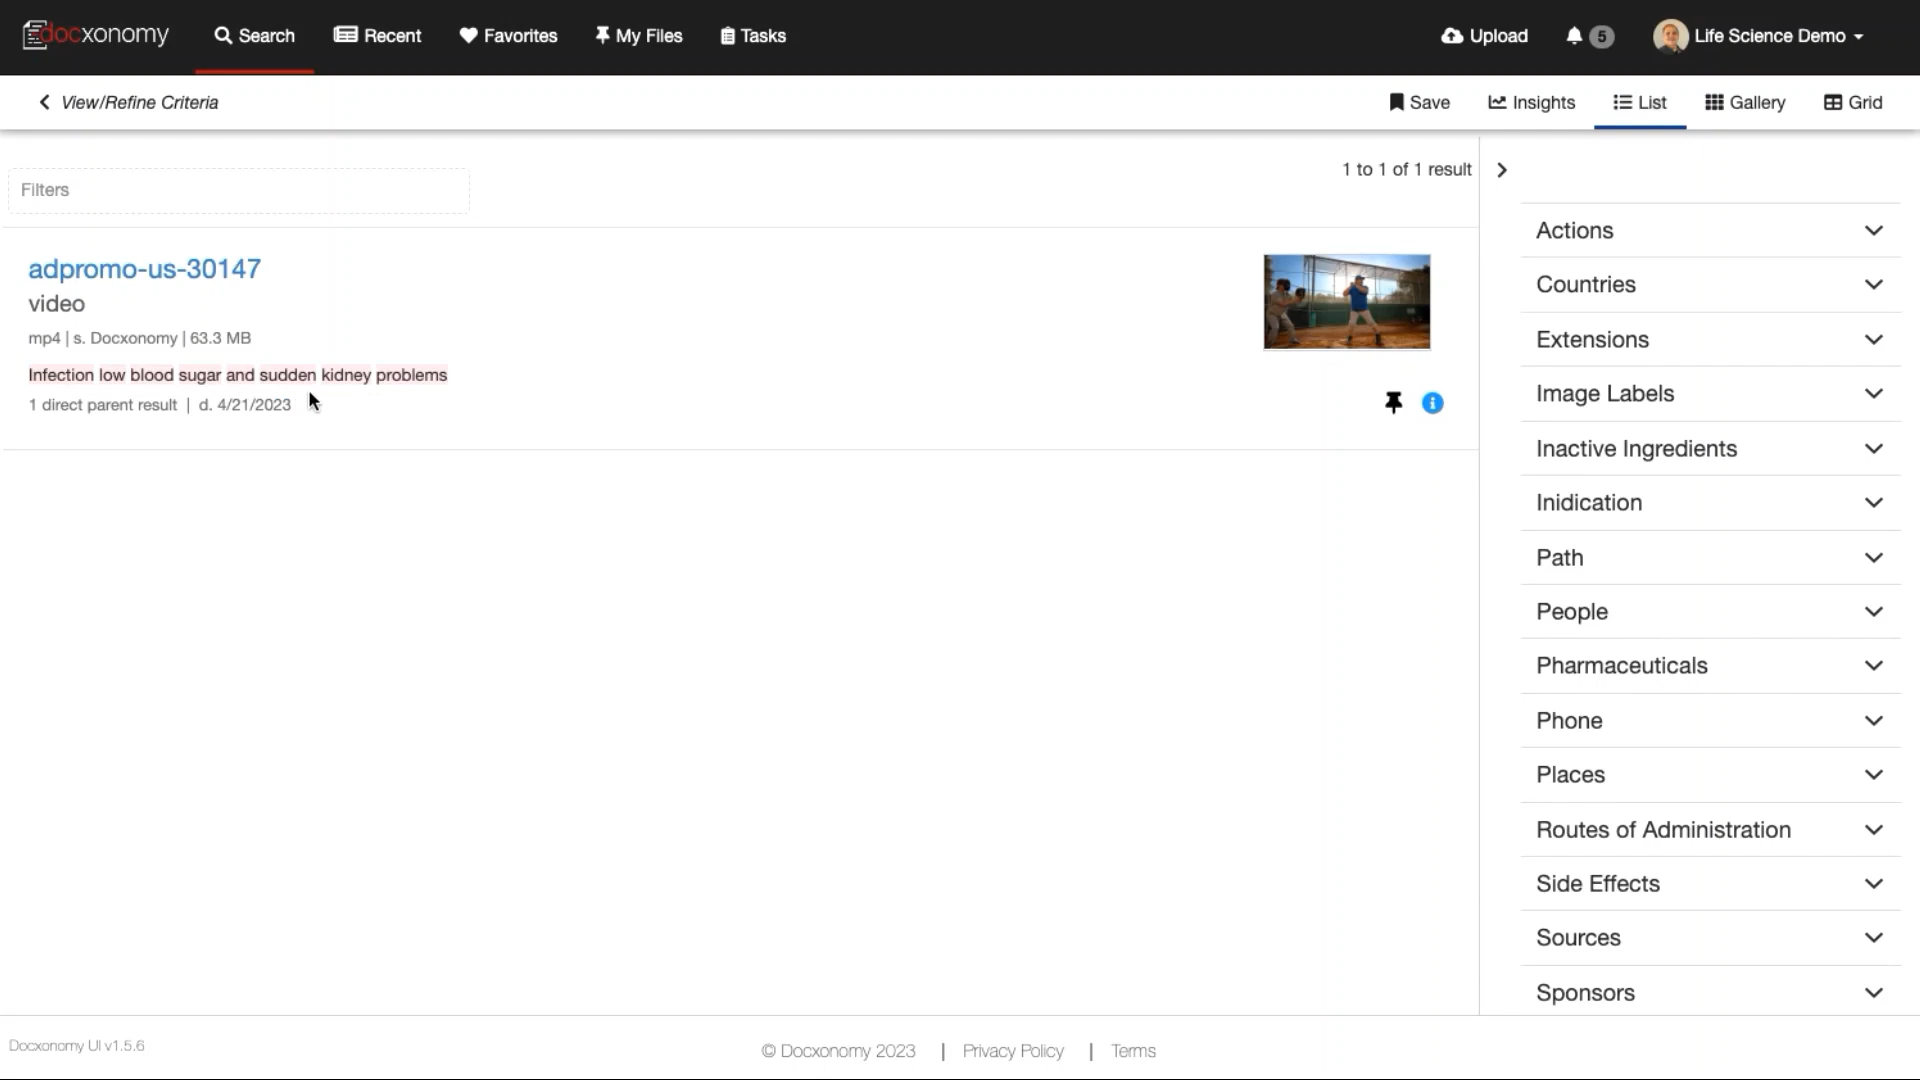 docxonomy
Search
Recent
Favorites
My Files
Tasks
Upload
5
Life Science Demo
View/Refine Criteria
Save
Insights
List
Gallery
Grid
1 to 1 of 1 result
Filters
adpromo-us-30147
video
mp4 | s. Docxonomy | 63.3 MB
Infection low blood sugar and sudden kidney problems
1 direct parent result | d. 4/21/2023
Actions
Countries
Extensions
Image Labels
Inactive Ingredients
Inidication
Path
People
Pharmaceuticals
Phone
Places
Routes of Administration
Side Effects
Sources
Sponsors
Docxonomy UI v1.5.6
© Docxonomy 2023 | Privacy Policy | Terms